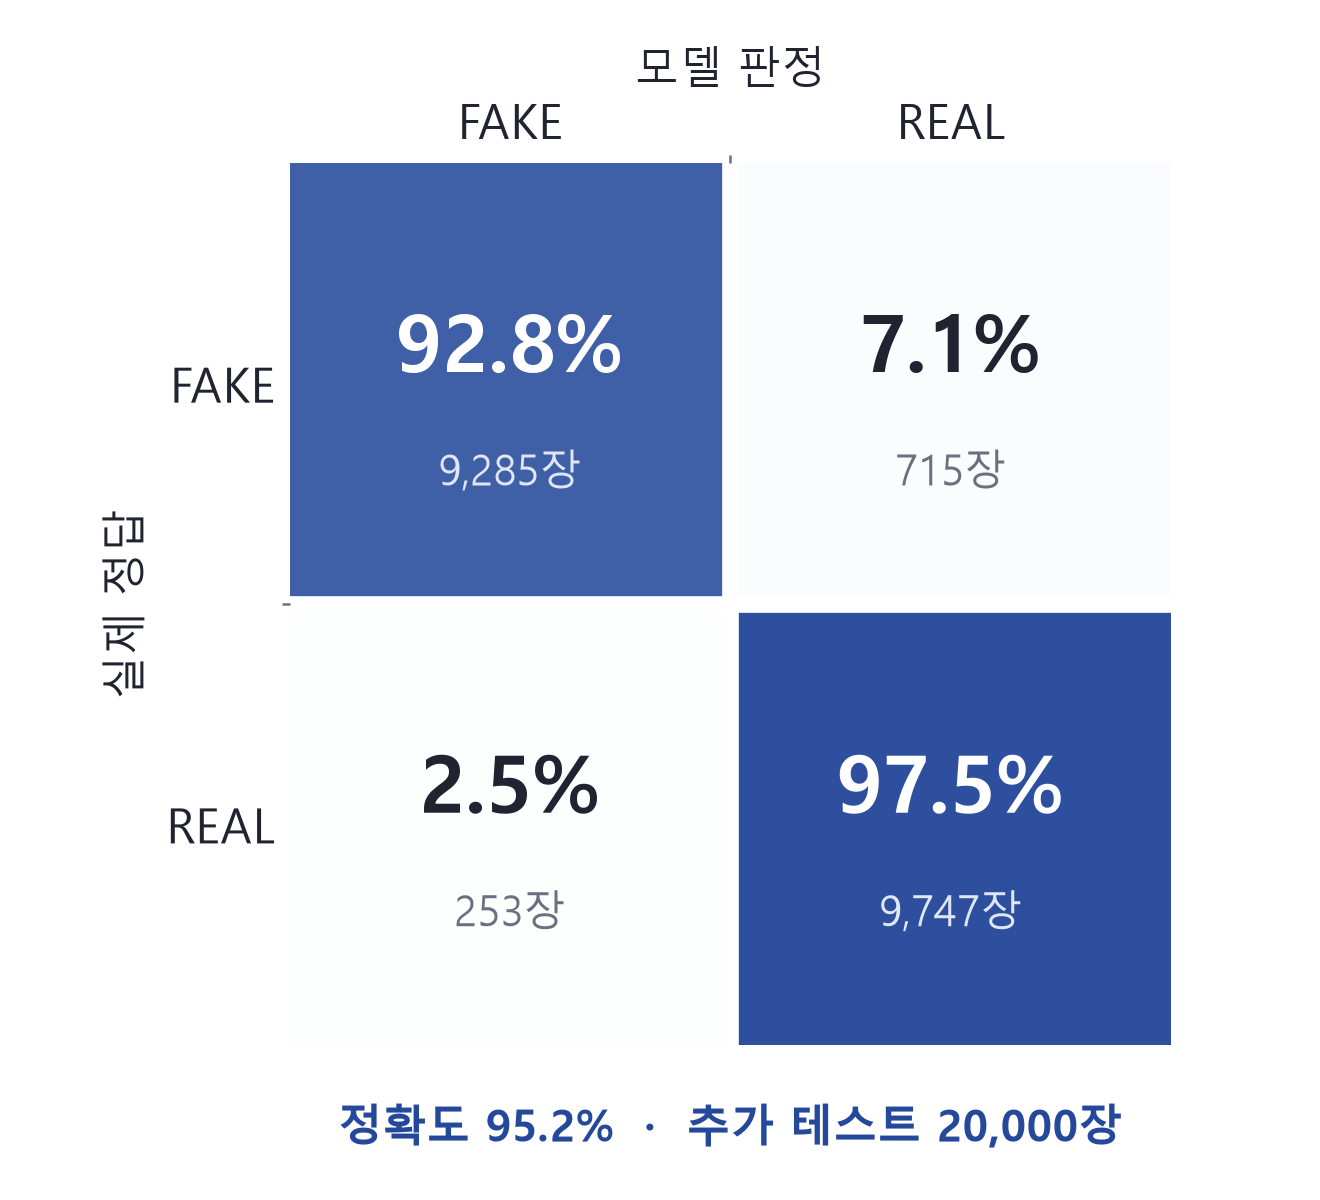 모델 판정
FAKE REAL
FAKE 92.8% 7.1%
9,285장 715장
실제 정답
REAL 2.5% 97.5%
253장 9,747장
정확도 95.2% · 추가 테스트 20,000장